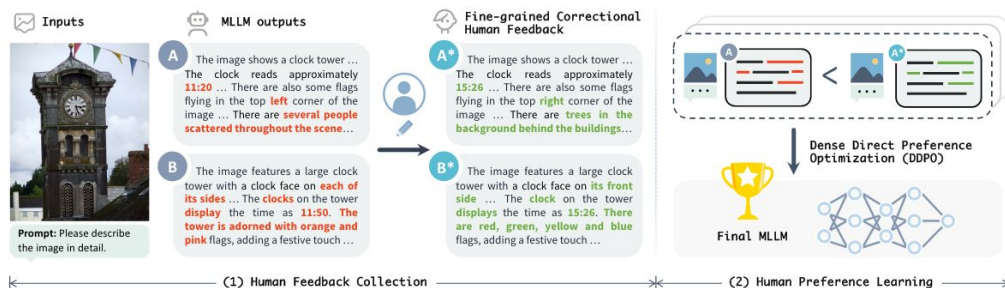 Inputs
MLLM outputs
Fine-grained Correctional
Human Feedback
Prompt: Please describe
the image in detail.
A
The image shows a clock tower ...
The clock reads approximately
11:20 ... There are also some flags
flying in the top left corner of the
image ... There are several people
scattered throughout the scene...
B
The image features a large clock
tower with a clock face on each of
its sides ... The clocks on the tower
display the time as 11:50. The
tower is adorned with orange and
pink flags, adding a festive touch ...
A*
The image shows a clock tower ...
The clock reads approximately
15:26 ... There are also some flags
flying in the top right corner of the
image ... There are trees in the
background behind the buildings...
B*
The image features a large clock
tower with a clock face on its front
side ... The clock on the tower
displays the time as 15:26. There
are red, green, yellow and blue
flags, adding a festive touch ...
A
<
A*
Dense Direct Preference
Optimization (DDPO)
Final MLLM
(1) Human Feedback Collection
(2) Human Preference Learning